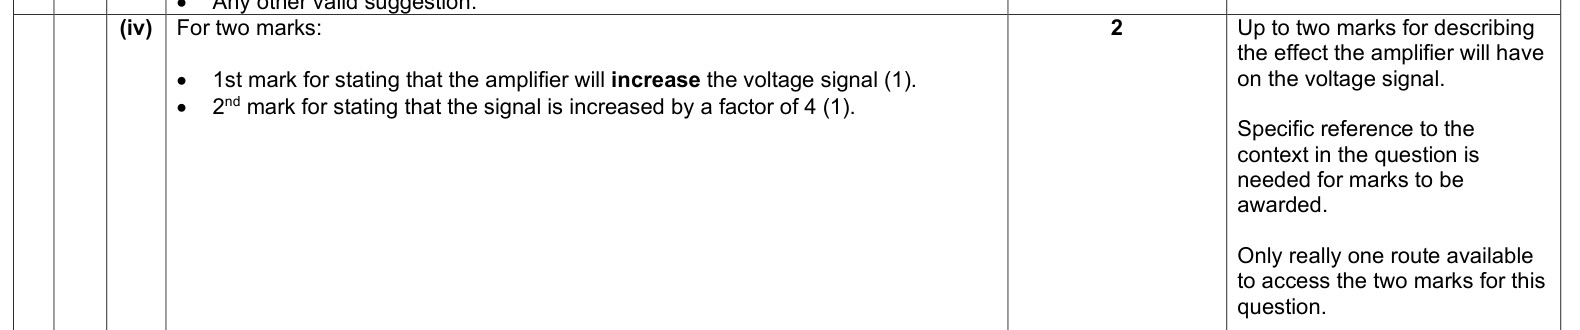 • Any other valid suggestion.
(iv) For two marks: 2 Up to two marks for describing
the effect the amplifier will have
• 1st mark for stating that the amplifier will increase the voltage signal (1). on the voltage signal.
• 2nd mark for stating that the signal is increased by a factor of 4 (1).
Specific reference to the
context in the question is
needed for marks to be
awarded.
Only really one route available
to access the two marks for this
question.